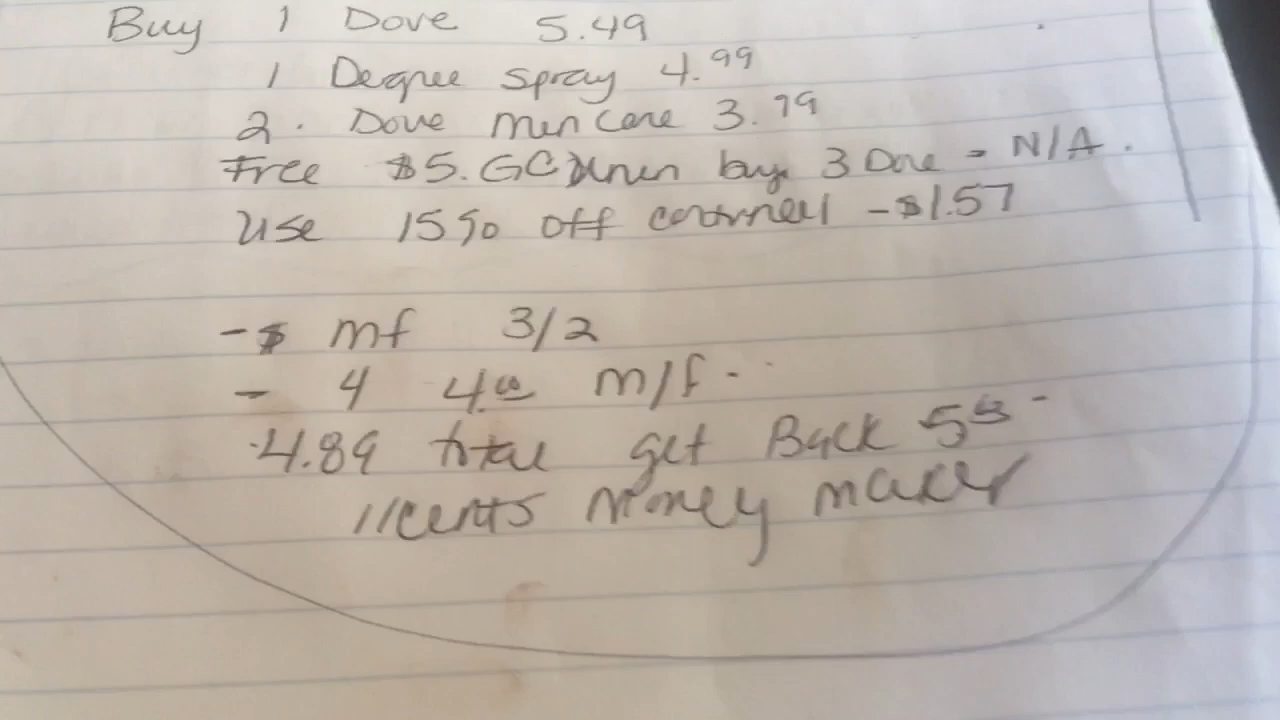 Buy 1 Dove 5.49
1 Degree spray 4.99
2. Dove men care 3.79
Free $5. GC when buy 3 Dove - N/A.
Use 15% off -$1.57
-$ mf 3/2
- 4 4.00 m/f-
4.89 total get Back 5
11cents money maker